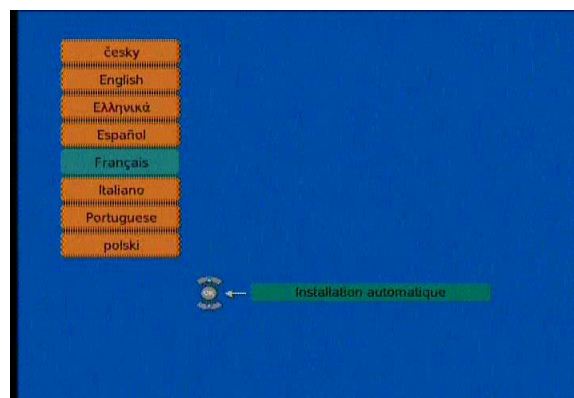 česky
English
Ελληνικά
Español
Français
Italiano
Portuguese
polski
Installation automatique